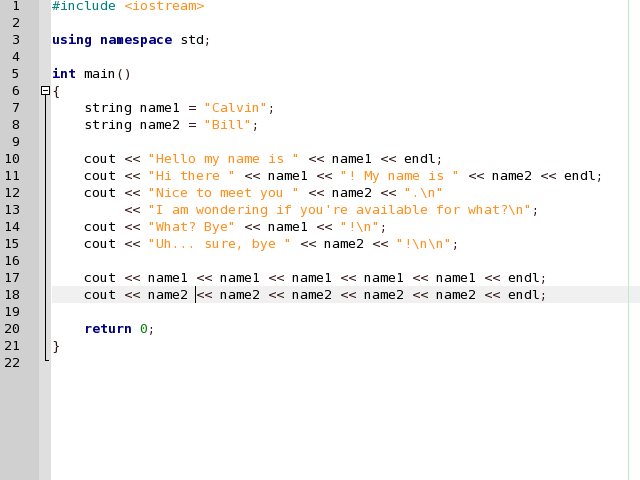 1 #include <iostream>
2
3 using namespace std;
4
5 int main()
6 {
7 string name1 = "Calvin";
8 string name2 = "Bill";
9
10 cout << "Hello my name is " << name1 << endl;
11 cout << "Hi there " << name1 << "! My name is " << name2 << endl;
12 cout << "Nice to meet you " << name2 << ".\n"
13 << "I am wondering if you're available for what?\n";
14 cout << "What? Bye" << name1 << "!\n";
15 cout << "Uh... sure, bye " << name2 << "!\n\n";
16
17 cout << name1 << name1 << name1 << name1 << name1 << endl;
18 cout << name2 << name2 << name2 << name2 << name2 << endl;
19
20 return 0;
21 }
22